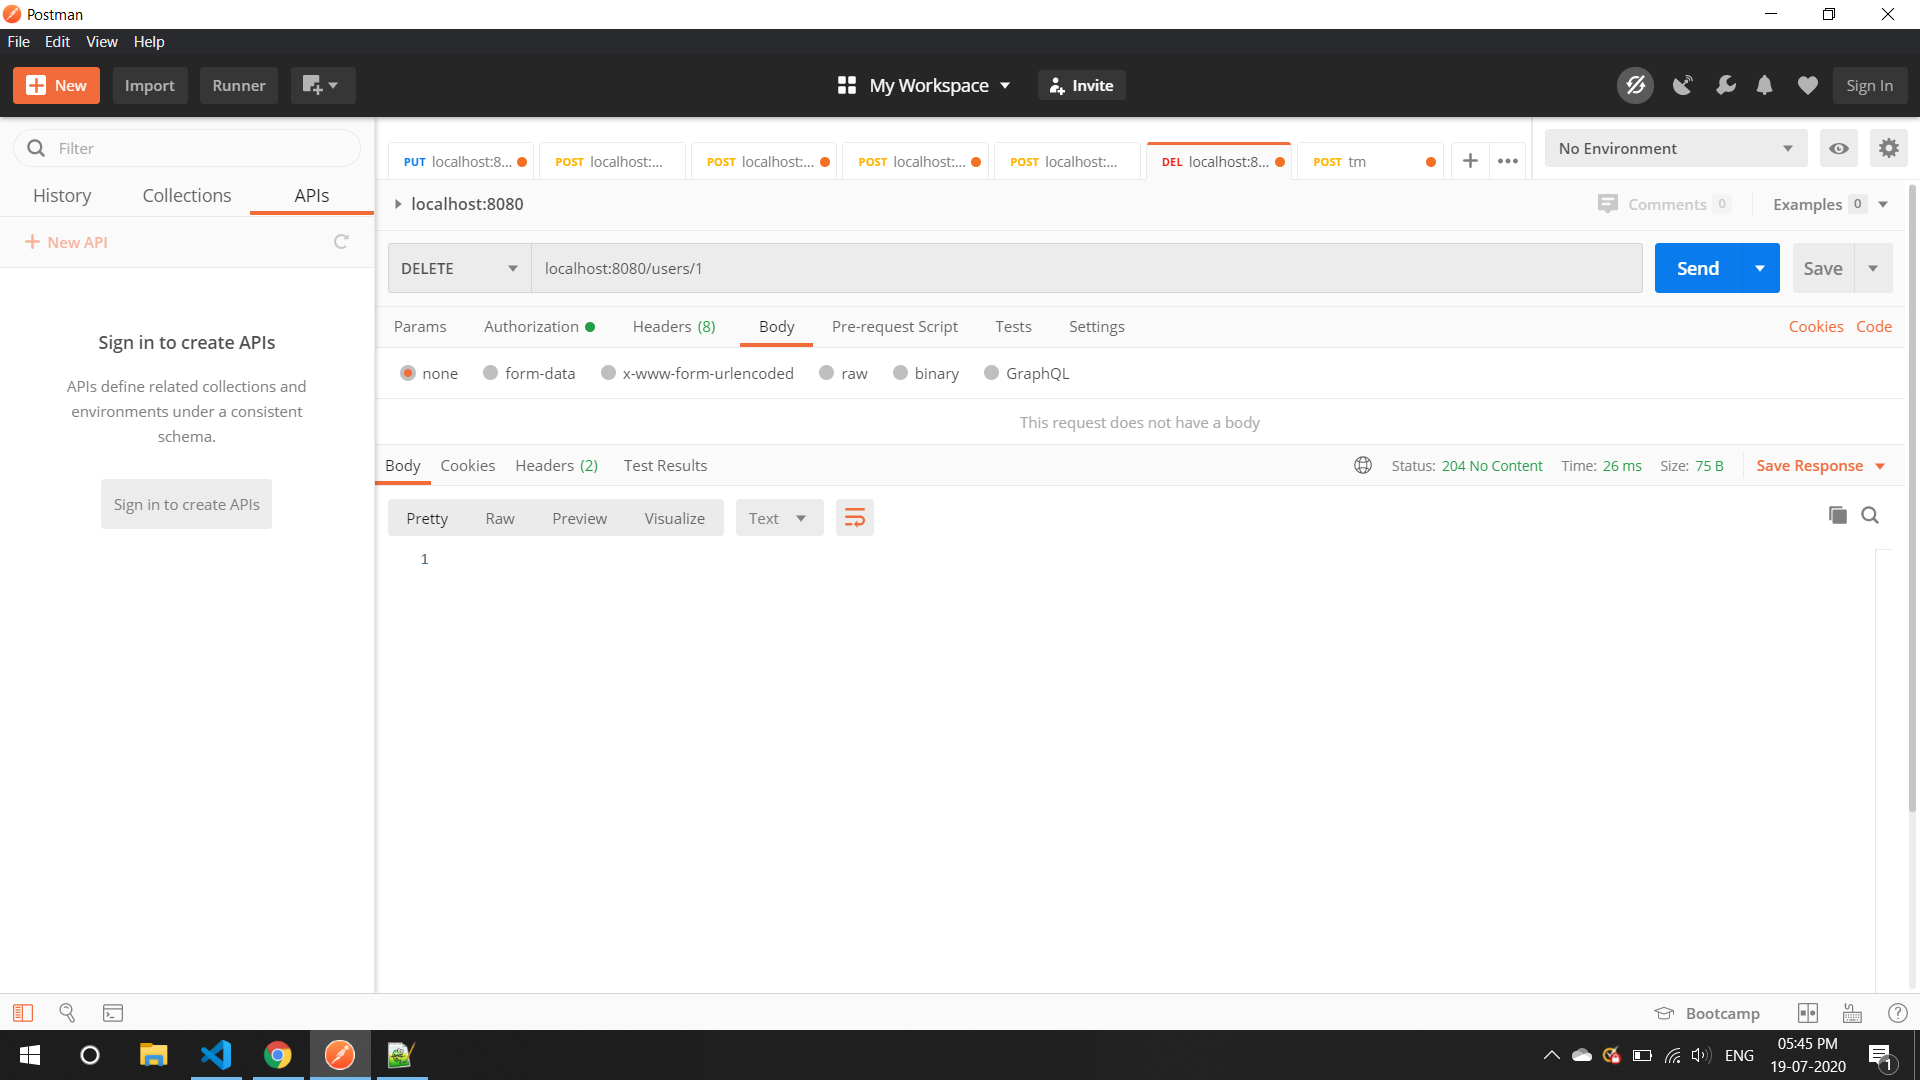 Postman
File Edit View Help
New Import Runner My Workspace Invite Sign In
Filter
History Collections APIs
New API
Sign in to create APIs
APIs define related collections and
environments under a consistent
schema.
Sign in to create APIs
PUT localhost:8... POST localhost:... POST localhost:... POST localhost:... POST localhost:... DEL localhost:8... POST tm
No Environment
localhost:8080
Comments 0 Examples 0
DELETE localhost:8080/users/1 Send Save
Params Authorization Headers (8) Body Pre-request Script Tests Settings Cookies Code
none form-data x-www-form-urlencoded raw binary GraphQL
This request does not have a body
Body Cookies Headers (2) Test Results Status: 204 No Content Time: 26 ms Size: 75 B Save Response
Pretty Raw Preview Visualize Text
1
Bootcamp
ENG
05:45 PM
19-07-2020
1